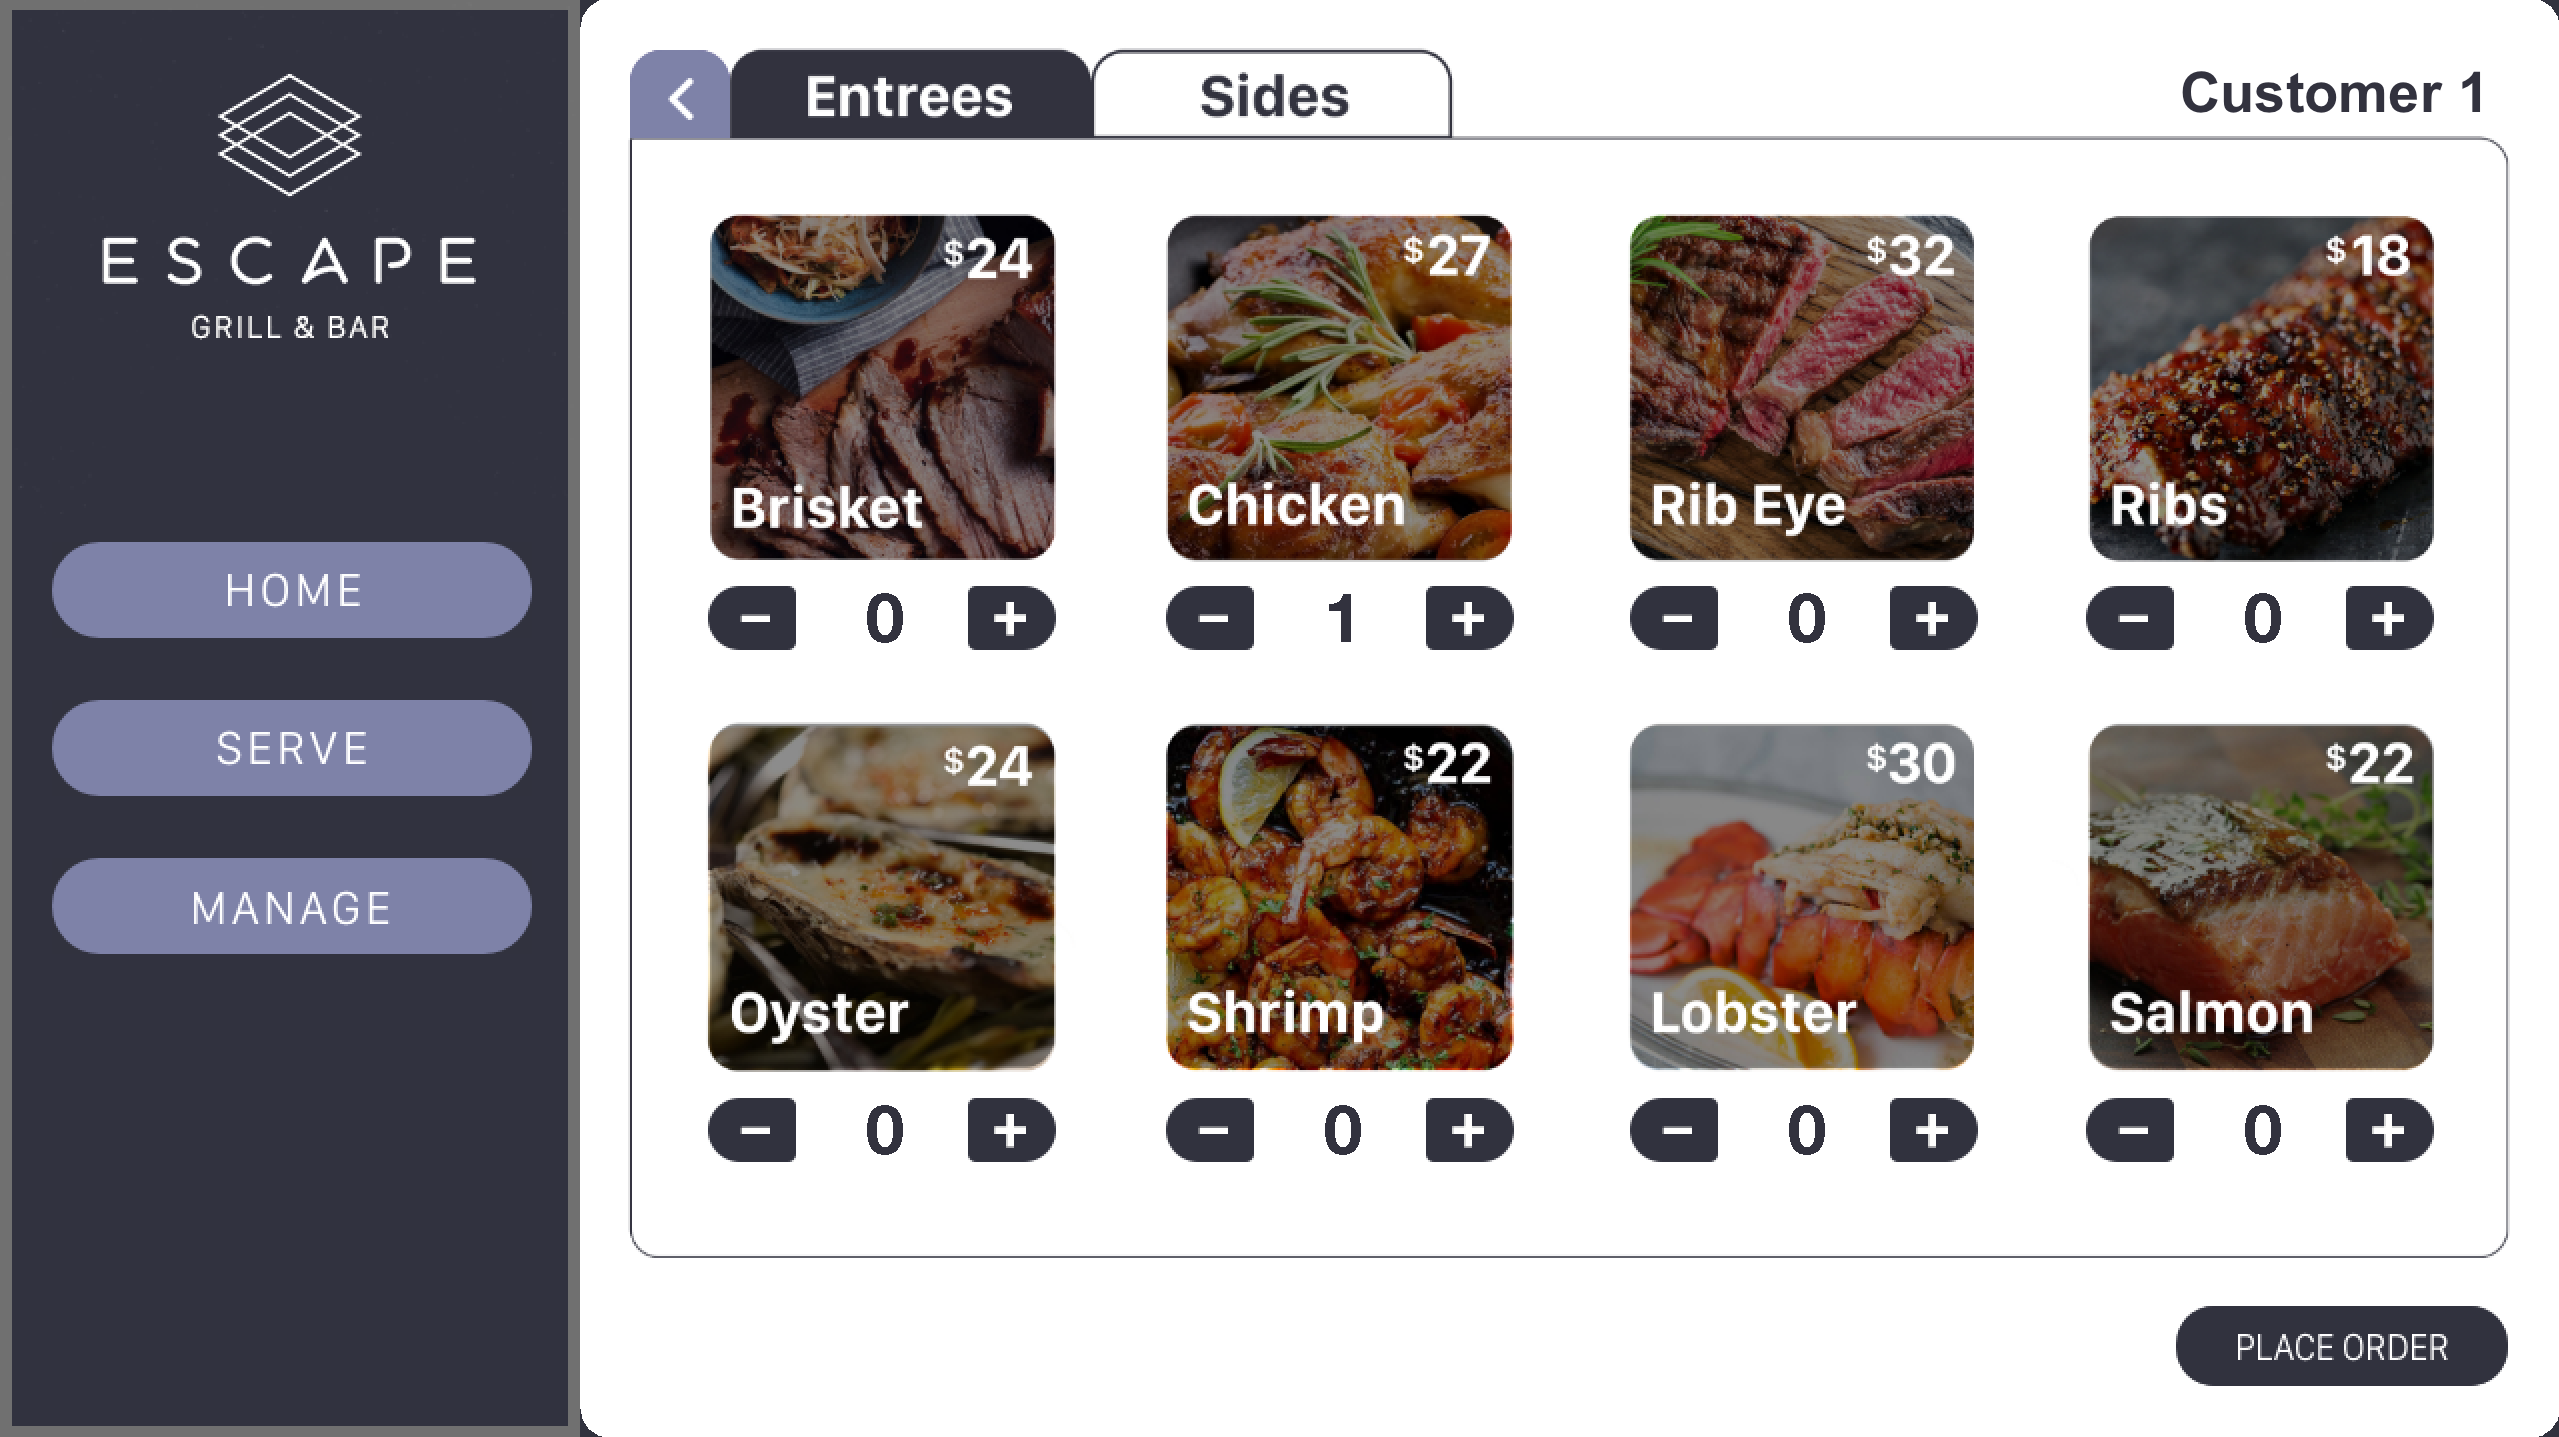 ESCAPE
GRILL & BAR
HOME
SERVE
MANAGE
Entrees
Sides
Customer 1
$24
Brisket
0
$27
Chicken
1
$32
Rib Eye
0
$18
Ribs
0
$24
Oyster
0
$22
Shrimp
0
$30
Lobster
0
$22
Salmon
0
PLACE ORDER